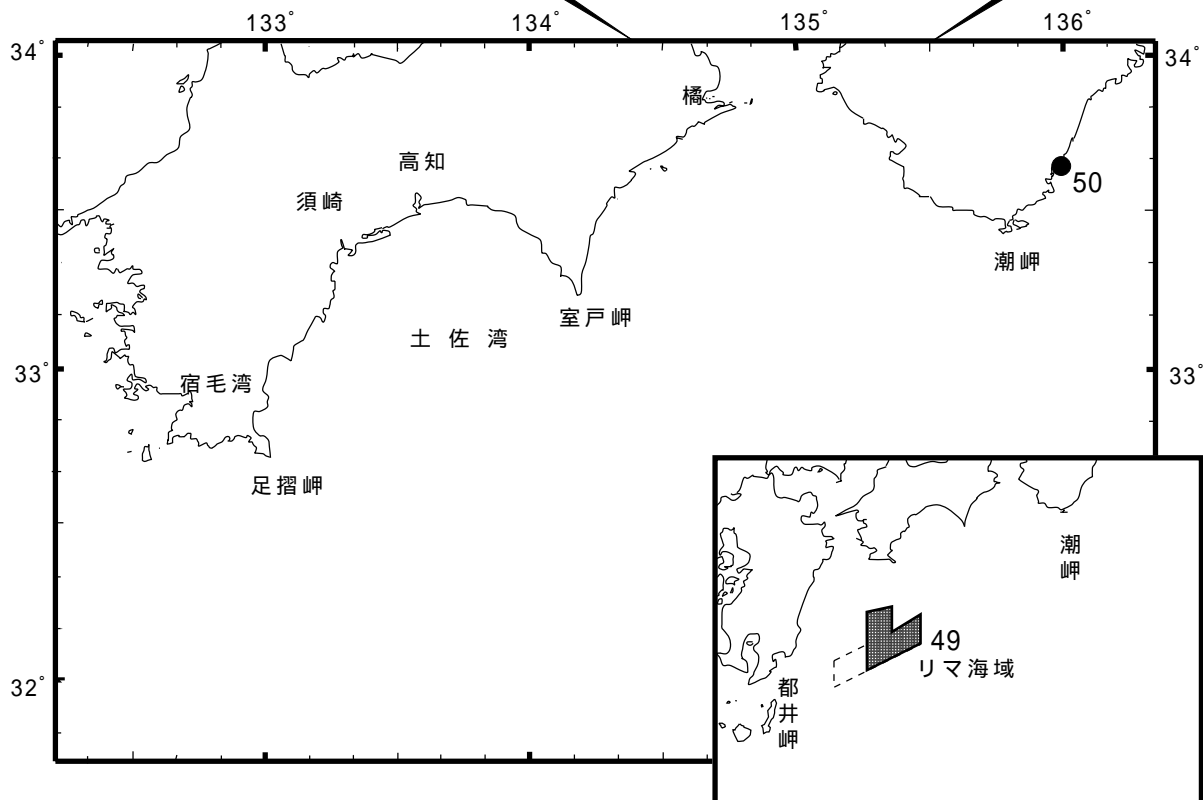 133°
134°
135°
136°
34°
34°
橘
高知
50
須崎
潮岬
室戸岬
土佐湾
33°
33°
宿毛湾
足摺岬
潮岬
49
リマ海域
32°
都井岬